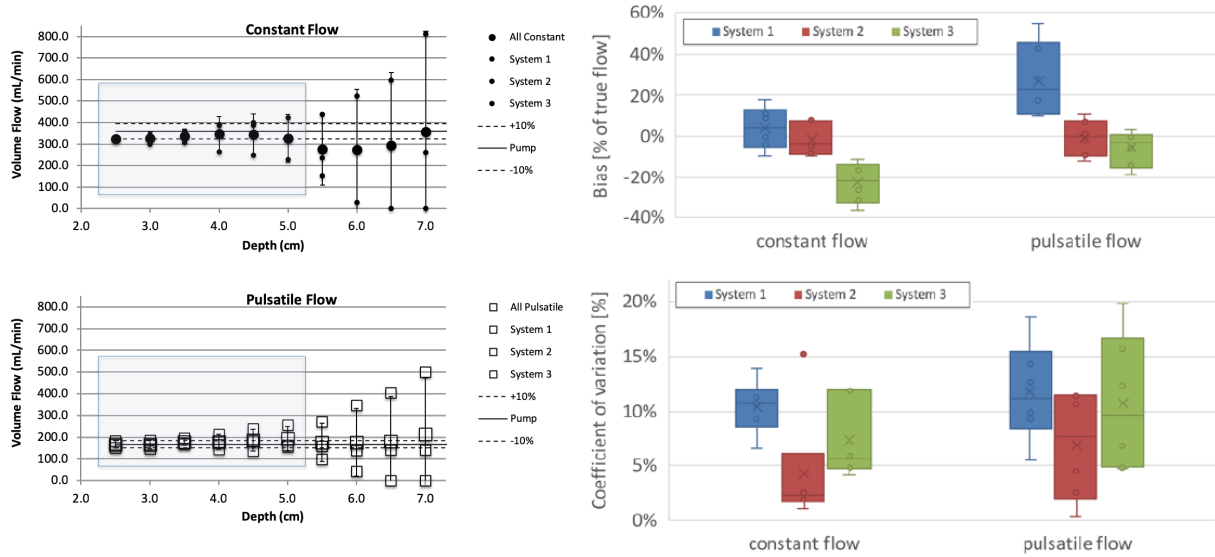 Constant Flow
Volume Flow (mL/min)
800.0
700.0
600.0
500.0
400.0
300.0
200.0
100.0
0.0
2.0 3.0 4.0 5.0 6.0 7.0
Depth (cm)
All Constant
System 1
System 2
System 3
+10%
Pump
-10%
Bias [% of true flow]
60%
40%
20%
0%
-20%
-40%
System 1 System 2 System 3
constant flow pulsatile flow
Pulsatile Flow
Volume Flow (mL/min)
800.0
700.0
600.0
500.0
400.0
300.0
200.0
100.0
0.0
2.0 3.0 4.0 5.0 6.0 7.0
Depth (cm)
All Pulsatile
System 1
System 2
System 3
+10%
Pump
-10%
Coefficient of variation [%]
20%
15%
10%
5%
0%
System 1 System 2 System 3
constant flow pulsatile flow